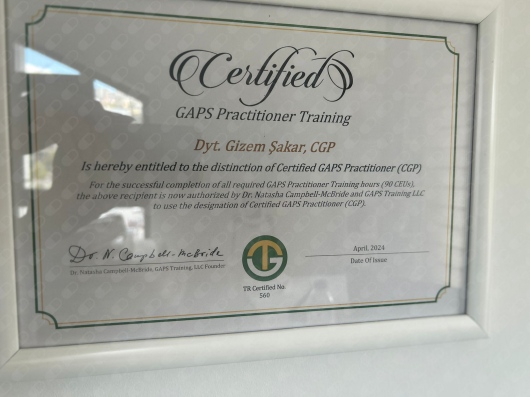 Certified
GAPS Practitioner Training
Dyt. Gizem Şakar, CGP
Is hereby entitled to the distinction of Certified GAPS Practitioner (CGP)
For the successful completion of all required GAPS Practitioner Training hours (90 CEUs),
the above recipient is now authorized by Dr. Natasha Campbell-McBride and GAPS Training LLC
to use the designation of Certified GAPS Practitioner (CGP).
Dr. N. Campbell-McBride
Dr. Natasha Campbell-McBride, GAPS Training, LLC Founder
TG
TR Certified No:
560
April, 2024
Date Of Issue